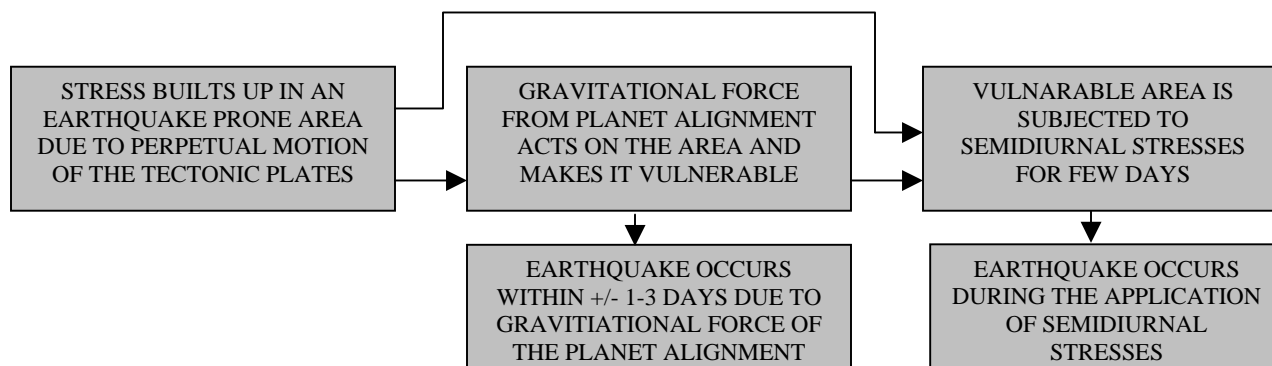 STRESS BUILTS UP IN AN
EARTHQUAKE PRONE AREA
DUE TO PERPETUAL MOTION
OF THE TECTONIC PLATES
GRAVITATIONAL FORCE
FROM PLANET ALIGNMENT
ACTS ON THE AREA AND
MAKES IT VULNERABLE
VULNARABLE AREA IS
SUBJECTED TO
SEMIDIURNAL STRESSES
FOR FEW DAYS
EARTHQUAKE OCCURS
WITHIN +/- 1-3 DAYS DUE TO
GRAVITIATIONAL FORCE OF
THE PLANET ALIGNMENT
EARTHQUAKE OCCURS
DURING THE APPLICATION
OF SEMIDIURNAL
STRESSES